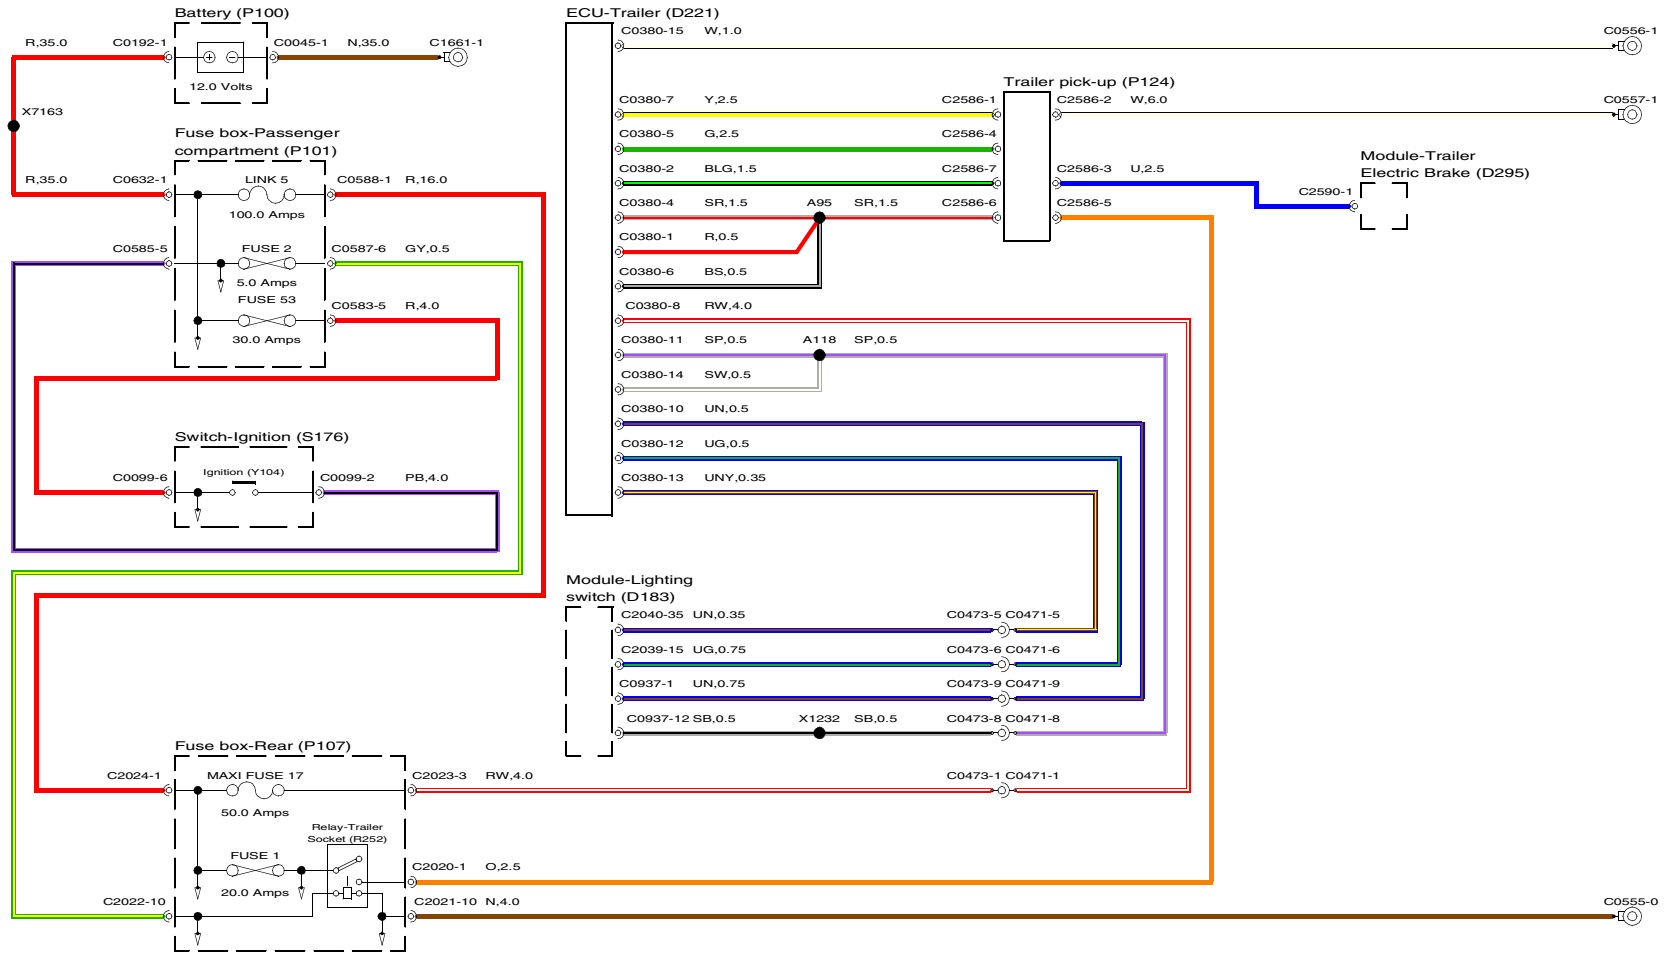 Battery (P100)
R,35.0 C0192-1 C0045-1 N,35.0 C1661-1
12.0 Volts
X7163
Fuse box-Passenger
compartment (P101)
R,35.0 C0632-1 LINK 5 C0588-1 R,16.0
100.0 Amps
C0585-5 FUSE 2 C0587-6 GY,0.5
5.0 Amps
FUSE 53 C0583-5 R,4.0
30.0 Amps
Switch-Ignition (S176)
C0099-6 Ignition (Y104) C0099-2 PB,4.0
ECU-Trailer (D221)
C0380-15 W,1.0 C0556-1
Trailer pick-up (P124)
C0380-7 Y,2.5 C2586-1 C2586-2 W,6.0 C0557-1
C0380-5 G,2.5 C2586-4
Module-Trailer
Electric Brake (D295)
C0380-2 BLG,1.5 C2586-7 C2586-3 U,2.5 C2590-1
C0380-4 SR,1.5 A95 SR,1.5 C2586-6 C2586-5
C0380-1 R,0.5
C0380-6 BS,0.5
C0380-8 RW,4.0
C0380-11 SP,0.5 A118 SP,0.5
C0380-14 SW,0.5
C0380-10 UN,0.5
C0380-12 UG,0.5
C0380-13 UNY,0.35
Module-Lighting
switch (D183)
C2040-35 UN,0.35 C0473-5 C0471-5
C2039-15 UG,0.75 C0473-6 C0471-6
C0937-1 UN,0.75 C0473-9 C0471-9
C0937-12 SB,0.5 X1232 SB,0.5 C0473-8 C0471-8
Fuse box-Rear (P107)
C2024-1 MAXI FUSE 17 C2023-3 RW,4.0 C0473-1 C0471-1
50.0 Amps
Relay-Trailer
Socket (R252)
FUSE 1 C2020-1 O,2.5
20.0 Amps
C2022-10 C2021-10 N,4.0 C0555-0